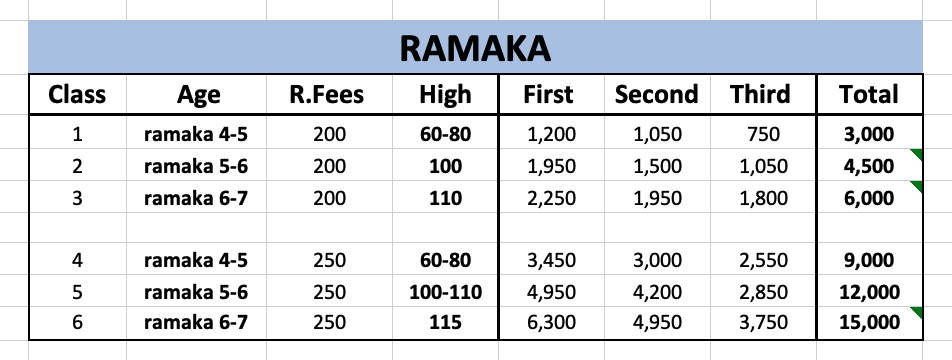 RAMAKA
Class Age R.Fees High First Second Third Total
1 ramaka 4-5 200 60-80 1,200 1,050 750 3,000
2 ramaka 5-6 200 100 1,950 1,500 1,050 4,500
3 ramaka 6-7 200 110 2,250 1,950 1,800 6,000
4 ramaka 4-5 250 60-80 3,450 3,000 2,550 9,000
5 ramaka 5-6 250 100-110 4,950 4,200 2,850 12,000
6 ramaka 6-7 250 115 6,300 4,950 3,750 15,000